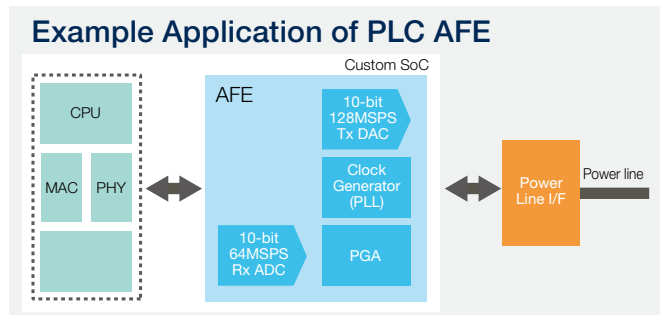 Example Application of PLC AFE
Custom SoC
CPU
MAC
PHY
AFE
10-bit
128MSPS
Tx DAC
Clock
Generator
(PLL)
10-bit
64MSPS
Rx ADC
PGA
Power
Line I/F
Power line